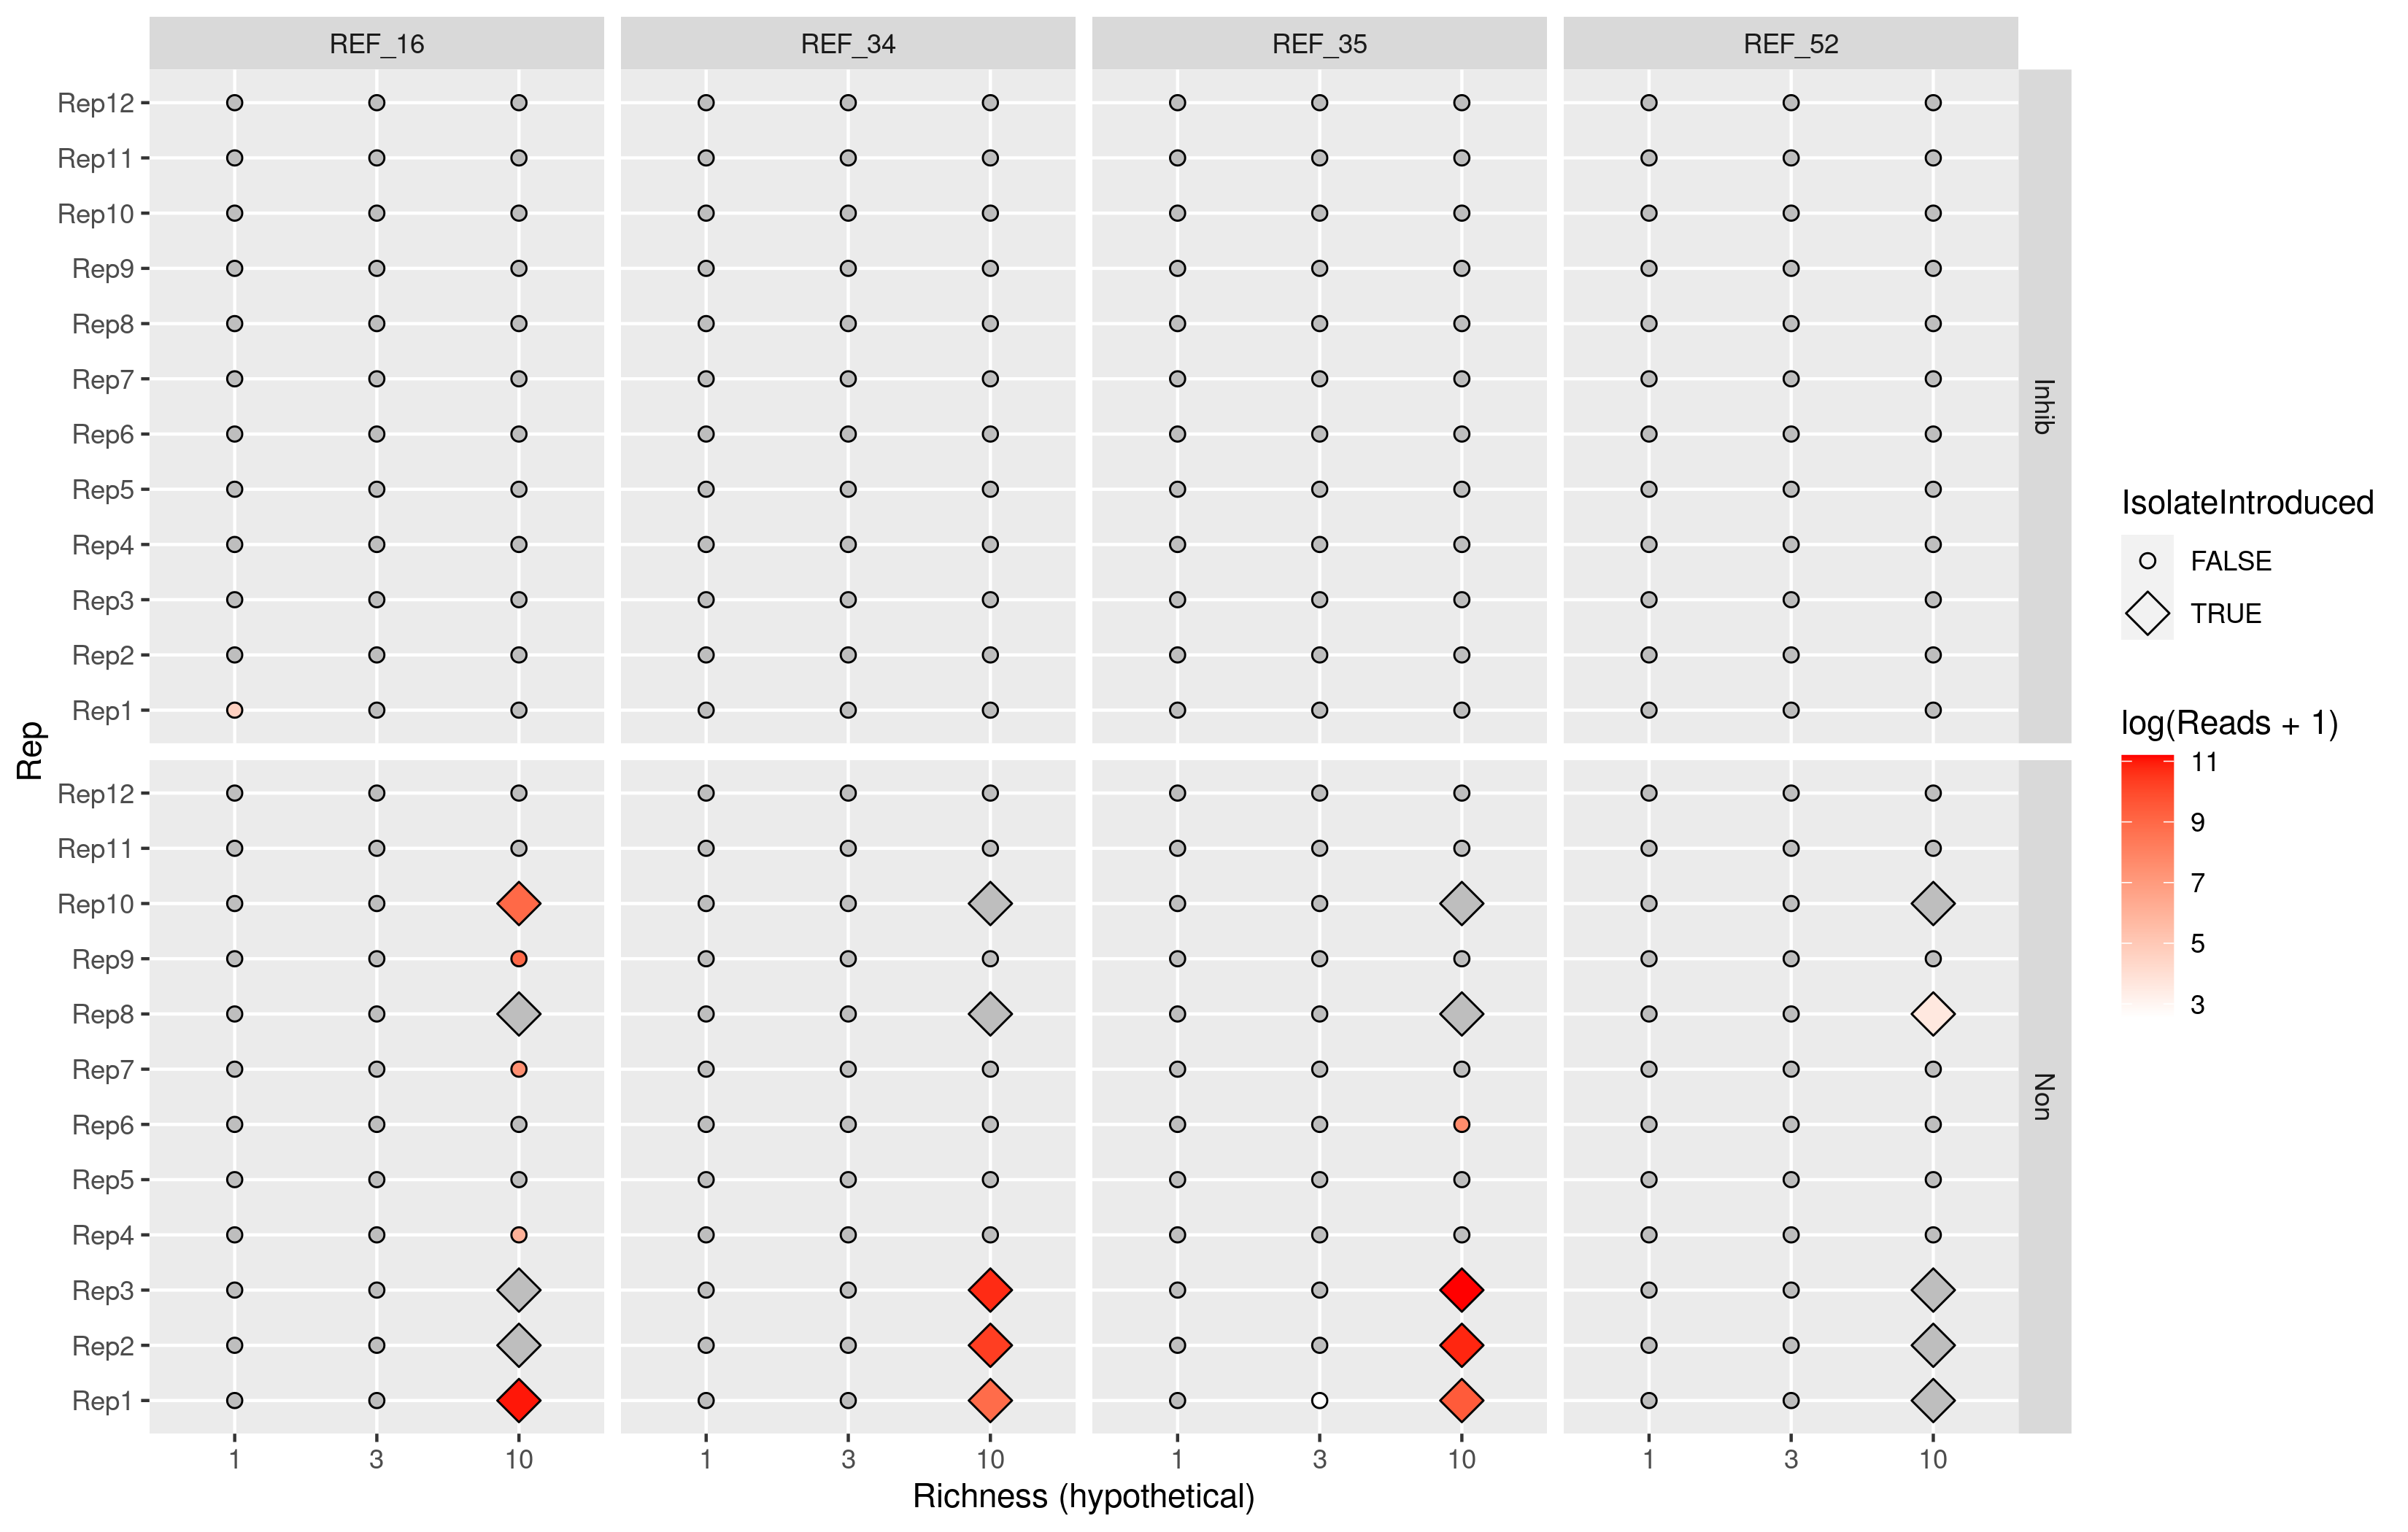 REF_16 REF_34 REF_35 REF_52
Rep12
Rep11
Rep10
Rep9
Rep8
Rep7
Rep6
Rep5
Rep4
Rep3
Rep2
Rep1
Inhib
Rep
Rep12
Rep11
Rep10
Rep9
Rep8
Rep7
Rep6
Rep5
Rep4
Rep3
Rep2
Rep1
Non
1 3 10 1 3 10 1 3 10 1 3 10
Richness (hypothetical)
IsolateIntroduced
FALSE
TRUE
log(Reads + 1)
11
9
7
5
3